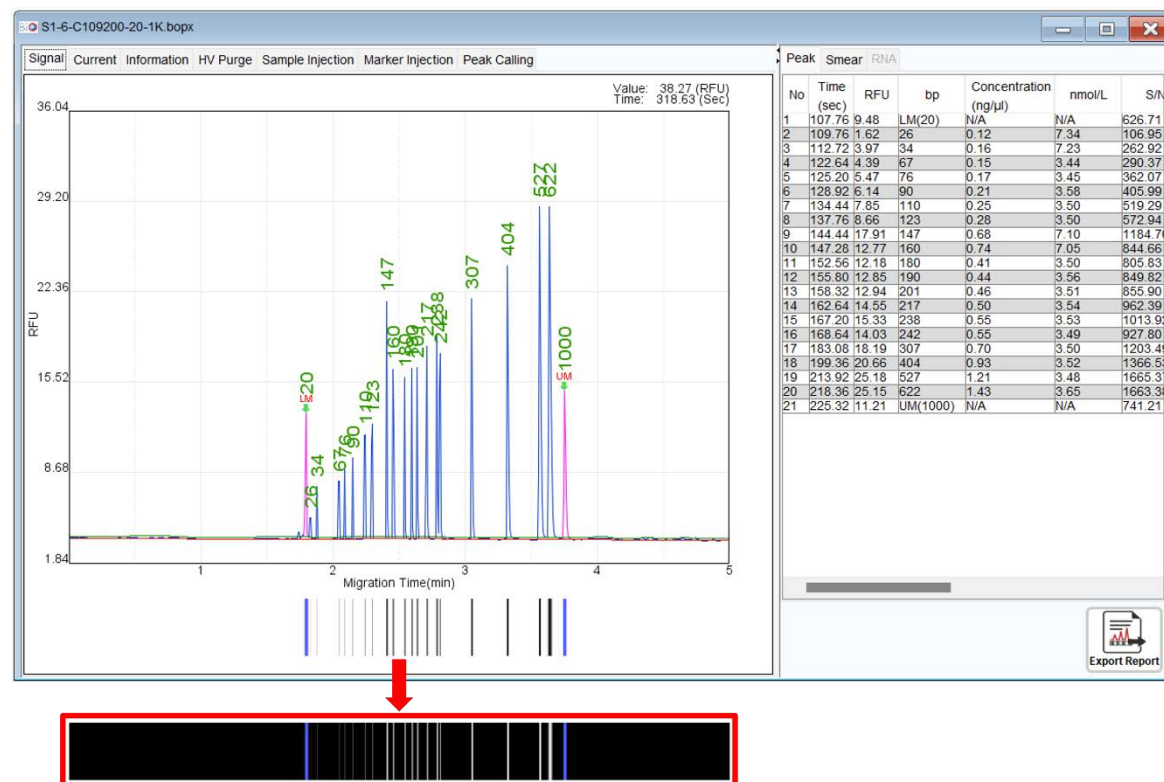 S1-6-C109200-20-1K.bopx
Signal Current Information HV Purge Sample Injection Marker Injection Peak Calling
Value: 38.27 (RFU)
Time: 318.63 (Sec)
36.04
29.20
22.36
15.52
8.68
1.84
RFU
LM
20
26
34
67
76
90
110
123
147
160
180
190
201
217
238
242
307
404
527
622
1000
UM
1 2 3 4 5
Migration Time(min)
Peak Smear RNA
No Time (sec) RFU bp Concentration (ng/µl) nmol/L S/N
1 107.76 9.48 LM(20) N/A N/A 626.71
2 109.76 1.62 26 0.12 7.34 106.95
3 112.72 3.97 34 0.16 7.23 262.92
4 122.64 4.39 67 0.15 3.44 290.37
5 125.20 5.47 76 0.17 3.45 362.07
6 128.92 6.14 90 0.21 3.58 405.99
7 134.44 7.85 110 0.25 3.50 519.29
8 137.76 8.66 123 0.28 3.50 572.94
9 144.44 17.91 147 0.68 7.10 1184.76
10 147.28 12.77 160 0.74 7.05 844.66
11 152.56 12.18 180 0.41 3.50 805.83
12 155.80 12.85 190 0.44 3.56 849.82
13 158.32 12.94 201 0.46 3.51 855.90
14 162.64 14.55 217 0.50 3.54 962.39
15 167.20 15.33 238 0.55 3.53 1013.92
16 168.64 14.03 242 0.55 3.49 927.80
17 183.08 18.19 307 0.70 3.50 1203.49
18 199.36 20.66 404 0.93 3.52 1366.53
19 213.92 25.18 527 1.21 3.48 1665.37
20 218.36 25.15 622 1.43 3.65 1663.38
21 225.32 11.21 UM(1000) N/A N/A 741.21
Export Report